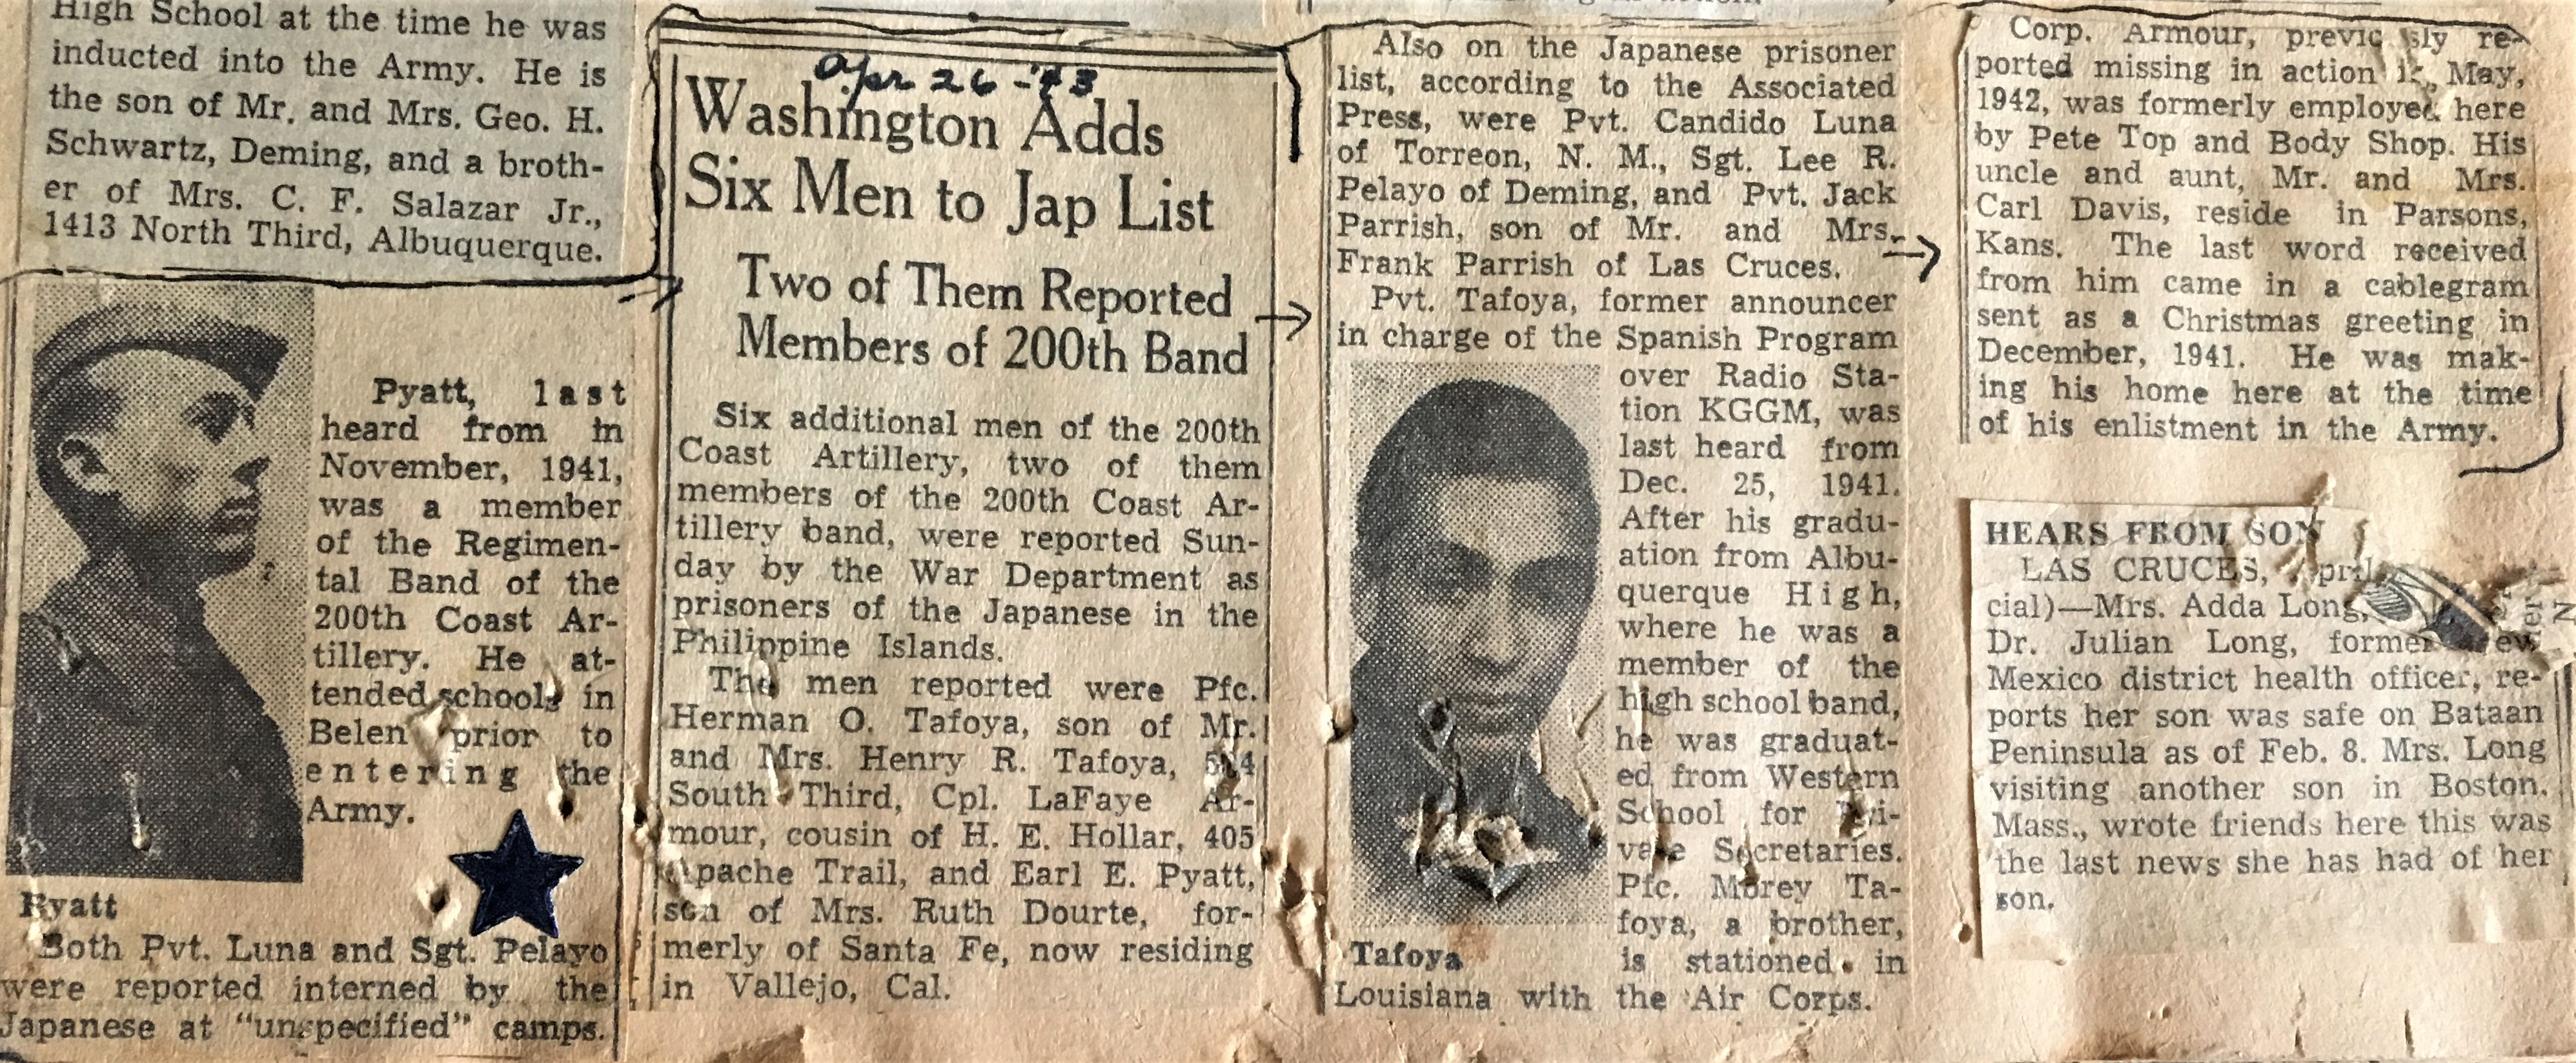 High School at the time he was
inducted into the Army. He is
the son of Mr. and Mrs. Geo. H.
Schwartz, Deming, and a broth-
er of Mrs. C. F. Salazar Jr.,
1413 North Third, Albuquerque.
Pyatt, last
heard from in
November, 1941,
was a member
of the Regimen-
tal Band of the
200th Coast Ar-
tillery. He at-
tended schools in
Belen prior to
entering the
Army.
Pyatt
Both Pvt. Luna and Sgt. Pelayo
were reported interned by the
Japanese at "unspecified" camps.
Apr 26 - '43
Washington Adds
Six Men to Jap List
Two of Them Reported
Members of 200th Band
Six additional men of the 200th
Coast Artillery, two of them
members of the 200th Coast Ar-
tillery band, were reported Sun-
day by the War Department as
prisoners of the Japanese in the
Philippine Islands.
The men reported were Pfc.
Herman O. Tafoya, son of Mr.
and Mrs. Henry R. Tafoya,
South Third, Cpl. LaFaye Ar-
mour, cousin of H. E. Hollar, 405
Apache Trail, and Earl E. Pyatt,
son of Mrs. Ruth Dourte, for-
merly of Santa Fe, now residing
in Vallejo, Cal.
Also on the Japanese prisoner
list, according to the Associated
Press, were Pvt. Candido Luna
of Torreon, N. M., Sgt. Lee R.
Pelayo of Deming, and Pvt. Jack
Parrish, son of Mr. and Mrs.
Frank Parrish of Las Cruces.
Pvt. Tafoya, former announcer
in charge of the Spanish Program
over Radio Sta-
tion KGGM, was
last heard from
Dec. 25, 1941.
After his gradu-
ation from Albu-
querque High,
where he was a
member of the
high school band,
he was graduat-
ed from Western
School for Pri-
vate Secretaries.
Pfc. Morey Ta-
foya, a brother,
is stationed in
Tafoya
Louisiana with the Air Corps.
Corp. Armour, previously re-
ported missing in action in May,
1942, was formerly employed here
by Pete Top and Body Shop. His
uncle and aunt, Mr. and Mrs.
Carl Davis, reside in Parsons,
Kans. The last word received
from him came in a cablegram
sent as a Christmas greeting in
December, 1941. He was mak-
ing his home here at the time
of his enlistment in the Army.
HEARS FROM SON
LAS CRUCES, April
cial)—Mrs. Adda Long,
Dr. Julian Long, former New
Mexico district health officer, re-
ports her son was safe on Bataan
Peninsula as of Feb. 8. Mrs. Long
visiting another son in Boston,
Mass., wrote friends here this was
the last news she has had of her
son.